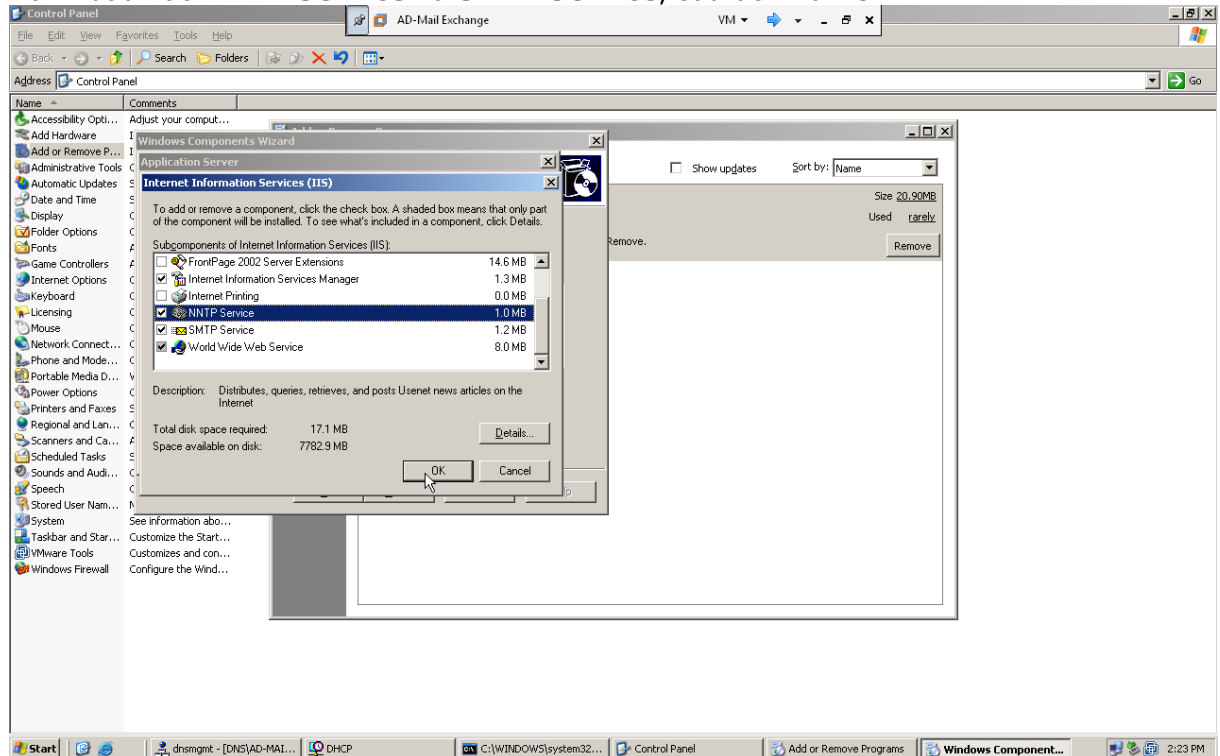 Control Panel
AD-Mail Exchange
VM
File Edit View Favorites Tools Help
Back Search Folders
Address Control Panel Go
Name Comments
Accessibility Opti... Adjust your comput...
Add Hardware
Add or Remove P...
Administrative Tools
Automatic Updates
Date and Time
Display
Folder Options
Fonts
Game Controllers
Internet Options
Keyboard
Licensing
Mouse
Network Connect...
Phone and Mode...
Portable Media D...
Power Options
Printers and Faxes
Regional and Lan...
Scanners and Ca...
Scheduled Tasks
Sounds and Audi...
Speech
Stored User Nam...
System See information abo...
Taskbar and Star... Customize the Start...
VMware Tools Customizes and con...
Windows Firewall Configure the Wind...
Show updates Sort by: Name
Size 20.90MB
Used rarely
Remove.
Remove
Windows Components Wizard
Application Server
Internet Information Services (IIS)
To add or remove a component, click the check box. A shaded box means that only part
of the component will be installed. To see what's included in a component, click Details.
Subcomponents of Internet Information Services (IIS):
FrontPage 2002 Server Extensions 14.6 MB
Internet Information Services Manager 1.3 MB
Internet Printing 0.0 MB
NNTP Service 1.0 MB
SMTP Service 1.2 MB
World Wide Web Service 8.0 MB
Description: Distributes, queries, retrieves, and posts Usenet news articles on the
Internet
Total disk space required: 17.1 MB
Space available on disk: 7782.9 MB
Details...
OK Cancel
Start dnsmgmt - [DNS\AD-MAI... DHCP C:\WINDOWS\system32... Control Panel Add or Remove Programs Windows Component... 2:23 PM